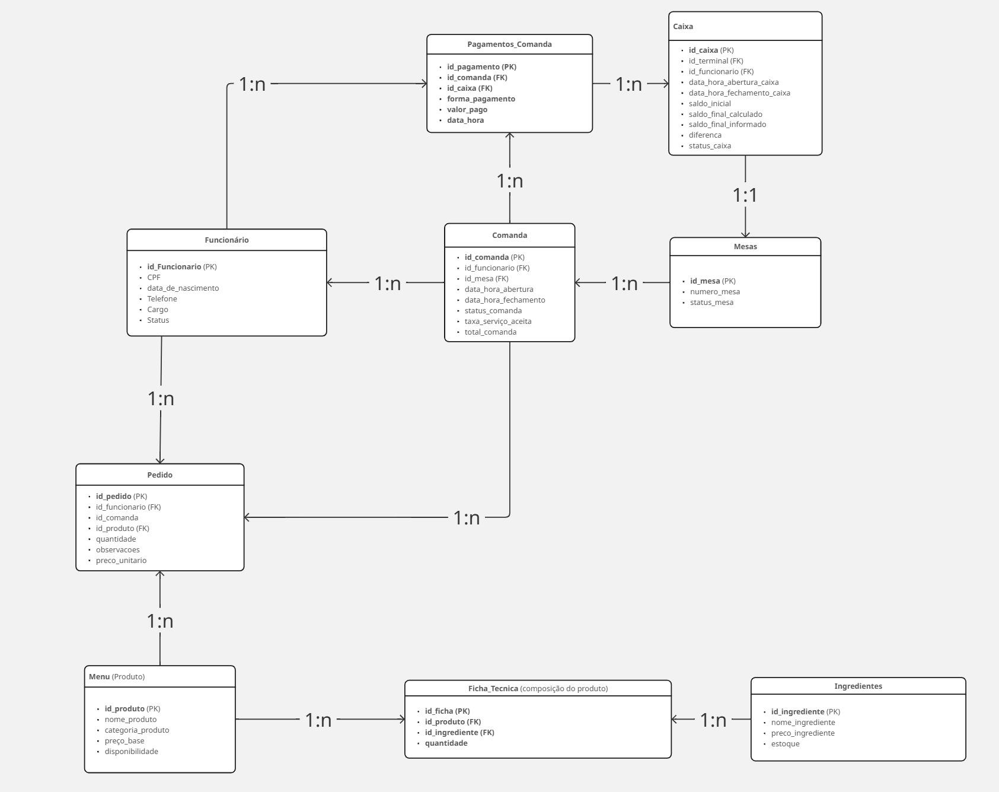 Pagamentos_Comanda
id_pagamento (PK)
id_comanda (FK)
id_caixa (FK)
forma_pagamento
valor_pago
data_hora
Caixa
id_caixa (PK)
id_terminal (FK)
id_funcionario (FK)
data_hora_abertura_caixa
data_hora_fechamento_caixa
saldo_inicial
saldo_final_calculado
saldo_final_informado
diferenca
status_caixa
1:n
1:n
1:n
1:1
Funcionário
id_Funcionario (PK)
CPF
data_de_nascimento
Telefone
Cargo
Status
1:n
Comanda
id_comanda (PK)
id_funcionario (FK)
id_mesa (FK)
data_hora_abertura
data_hora_fechamento
status_comanda
taxa_serviço_aceita
total_comanda
1:n
Mesas
id_mesa (PK)
numero_mesa
status_mesa
1:n
Pedido
id_pedido (PK)
id_funcionario (FK)
id_comanda
id_produto (FK)
quantidade
observacoes
preco_unitario
1:n
1:n
Menu (Produto)
id_produto (PK)
nome_produto
categoria_produto
preço_base
disponibilidade
1:n
Ficha_Tecnica (composição do produto)
id_ficha (PK)
id_produto (FK)
id_ingrediente (FK)
quantidade
1:n
Ingredientes
id_ingrediente (PK)
nome_ingrediente
preco_ingrediente
estoque